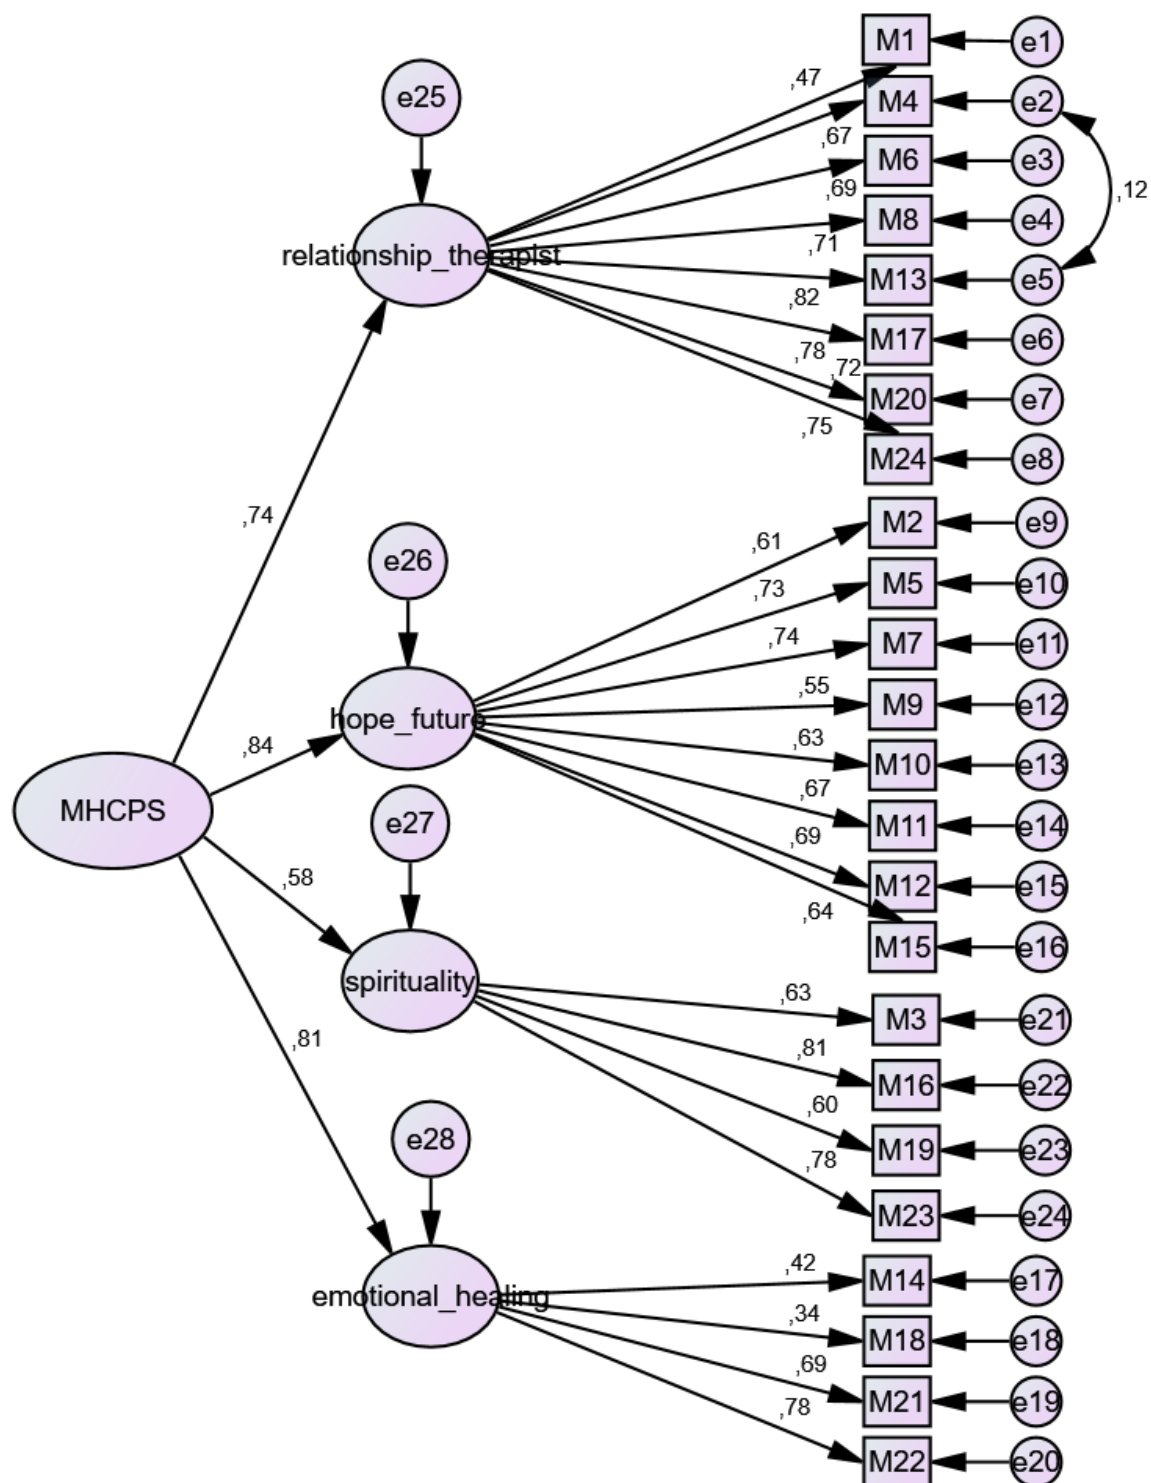 M1
e1
,47
e25
M4
e2
,67
M6
e3
,69
,12
M8
e4
,71
relationship_therapist
M13
e5
,82
M17
e6
,78
,72
M20
e7
,75
M24
e8
,74
M2
e9
,61
e26
M5
e10
,73
M7
e11
,74
,55
M9
e12
hope_future
,63
M10
e13
,84
,67
M11
e14
MHCPS
e27
,69
M12
e15
,58
,64
M15
e16
spirituality
,63
M3
e21
,81
,81
M16
e22
,60
e28
M19
e23
,78
M23
e24
,42
M14
e17
emotional_healing
,34
M18
e18
,69
M21
e19
,78
M22
e20